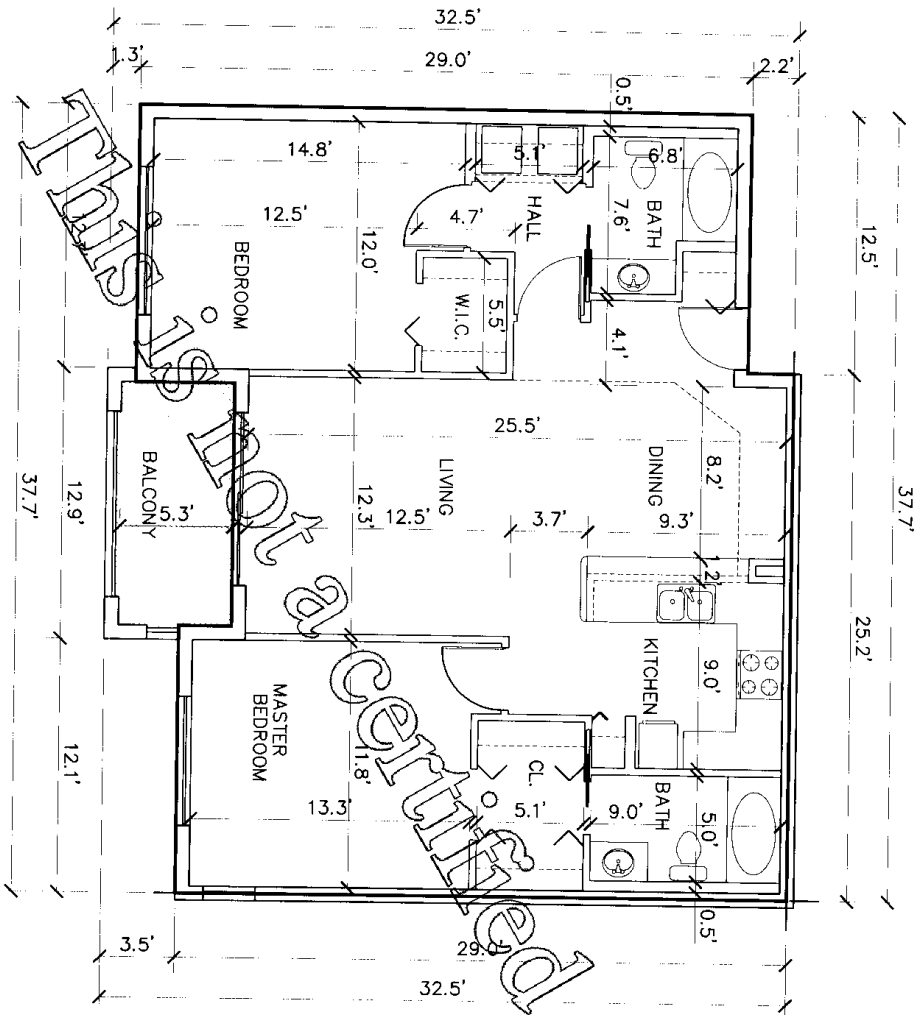 32.5'
1.3'
29.0'
2.2'
0.5'
37.7'
37.7'
14.8'
5.1'
6.8'
12.5'
4.7'
HALL
7.6'
BATH
12.5'
BEDROOM
12.0'
W.I.C.
5.5'
4.1'
25.5'
8.2'
BALCONY
5.3'
LIVING
12.3'
12.5'
3.7'
DINING
9.3'
12.9'
1.2'
25.2'
KITCHEN
9.0'
MASTER
BEDROOM
11.8'
12.1'
CL.
13.3'
5.1'
9.0'
BATH
5.0'
0.5'
3.5'
29.0'
32.5'
This is not a certified